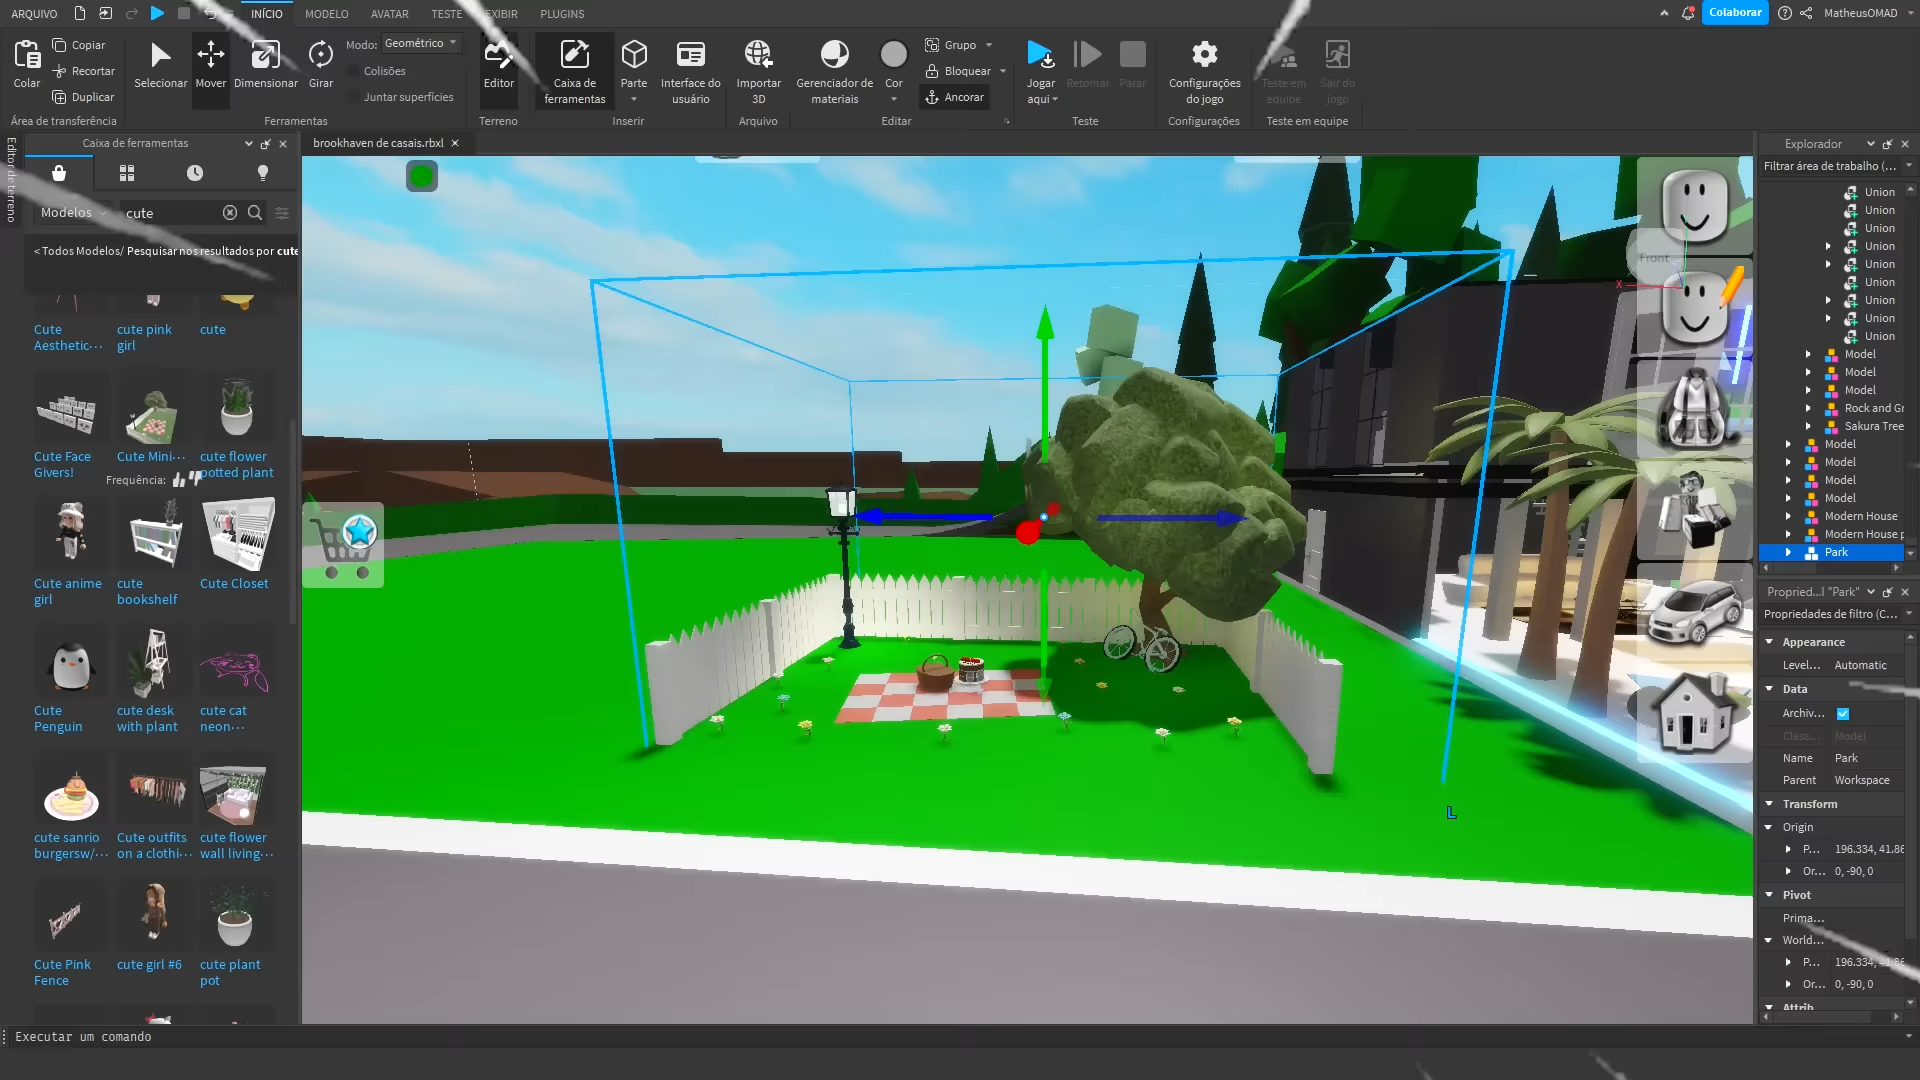 ARQUIVO
INÍCIO
MODELO
AVATAR
TESTE
EXIBIR
PLUGINS
Colaborar
MatheusOMAD
Colar
Copiar
Recortar
Duplicar
Área de transferência
Selecionar
Mover
Dimensionar
Girar
Modo:
Geométrico
Colisões
Juntar superfícies
Ferramentas
Editor
Terreno
Caixa de
ferramentas
Parte
Interface do
usuário
Inserir
Importar
3D
Arquivo
Gerenciador de
materiais
Cor
Grupo
Bloquear
Ancorar
Editar
Jogar
aqui
Retomar
Parar
Teste
Configurações
do jogo
Configurações
Teste em
equipe
Sair do
jogo
Teste em equipe
Editor de terreno
Caixa de ferramentas
Modelos
cute
< Todos Modelos/ Pesquisar nos resultados por cute
Cute
Aesthetic...
cute pink
girl
cute
Cute Face
Givers!
Cute Mini...
cute flower
potted plant
Frequência:
Cute anime
girl
cute
bookshelf
Cute Closet
Cute
Penguin
cute desk
with plant
cute cat
neon...
cute sanrio
burgersw/...
Cute outfits
on a clothi...
cute flower
wall living...
Cute Pink
Fence
cute girl #6
cute plant
pot
brookhaven de casais.rbxl
Front
X
L
Explorador
Filtrar área de trabalho (...
Union
Union
Union
Union
Union
Union
Union
Union
Union
Model
Model
Model
Rock and Gr
Sakura Tree
Model
Model
Model
Model
Modern House
Modern House p
Park
Propried...l "Park"
Propriedades de filtro (C...
Appearance
Level... Automatic
Data
Archiv...
Class... Model
Name Park
Parent Workspace
Transform
Origin
P... 196.334, 41.86
Or... 0, -90, 0
Pivot
Prima...
World...
P... 196.334, 41.86
Or... 0, -90, 0
Attrib
Executar um comando